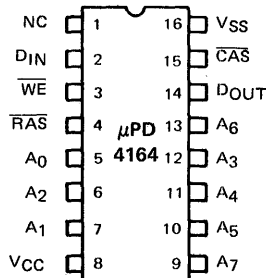 NC 1 16 VSS
DIN 2 15 CAS
WE 3 14 DOUT
RAS 4 μPD 13 A6
A0 5 4164 12 A3
A2 6 11 A4
A1 7 10 A5
VCC 8 9 A7